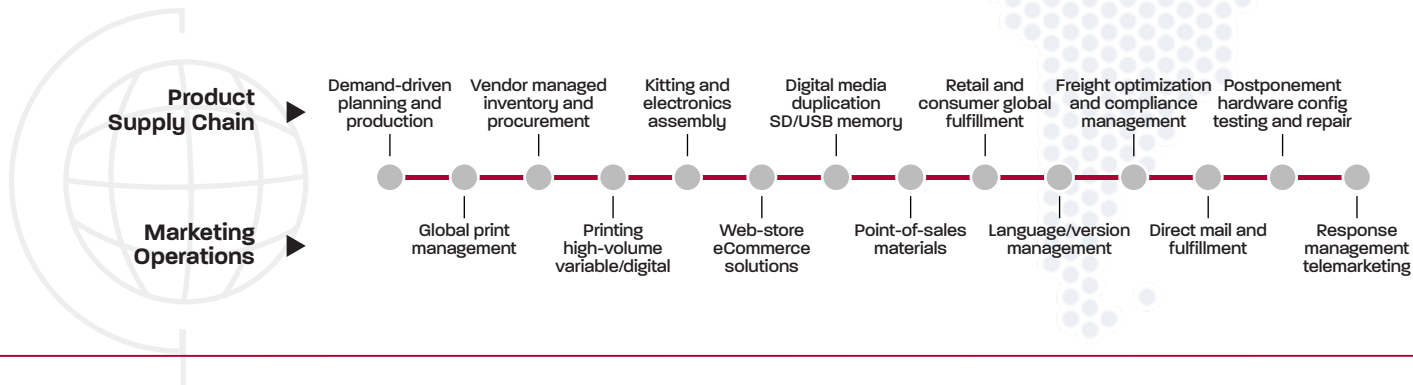 Product
Supply Chain
Demand-driven
planning and
production
Vendor managed
inventory and
procurement
Kitting and
electronics
assembly
Digital media
duplication
SD/USB memory
Retail and
consumer global
fulfillment
Freight optimization
and compliance
management
Postponement
hardware config
testing and repair
Marketing
Operations
Global print
management
Printing
high-volume
variable/digital
Web-store
eCommerce
solutions
Point-of-sales
materials
Language/version
management
Direct mail and
fulfillment
Response
management
telemarketing